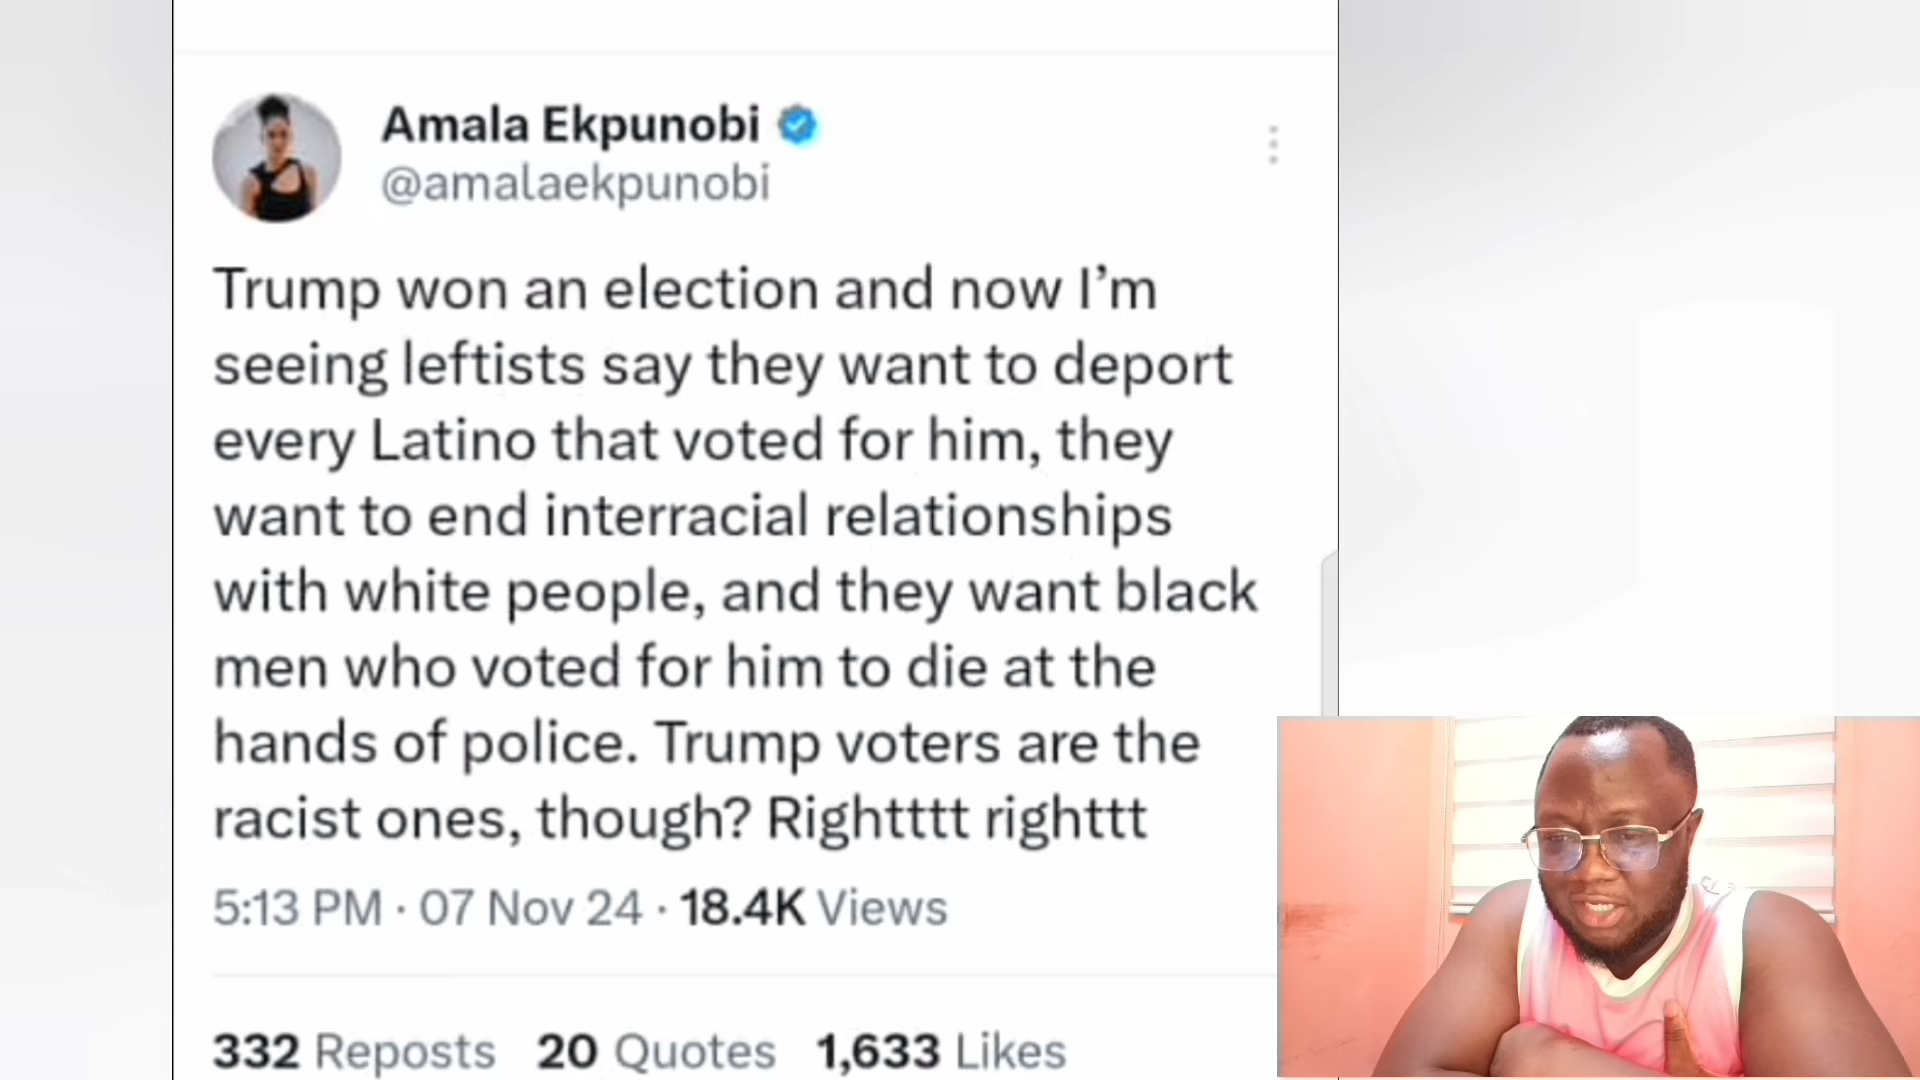 Amala Ekpunobi
@amalaekpunobi
Trump won an election and now I’m
seeing leftists say they want to deport
every Latino that voted for him, they
want to end interracial relationships
with white people, and they want black
men who voted for him to die at the
hands of police. Trump voters are the
racist ones, though? Rightttt righttt
5:13 PM · 07 Nov 24 · 18.4K Views
332 Reposts 20 Quotes 1,633 Likes